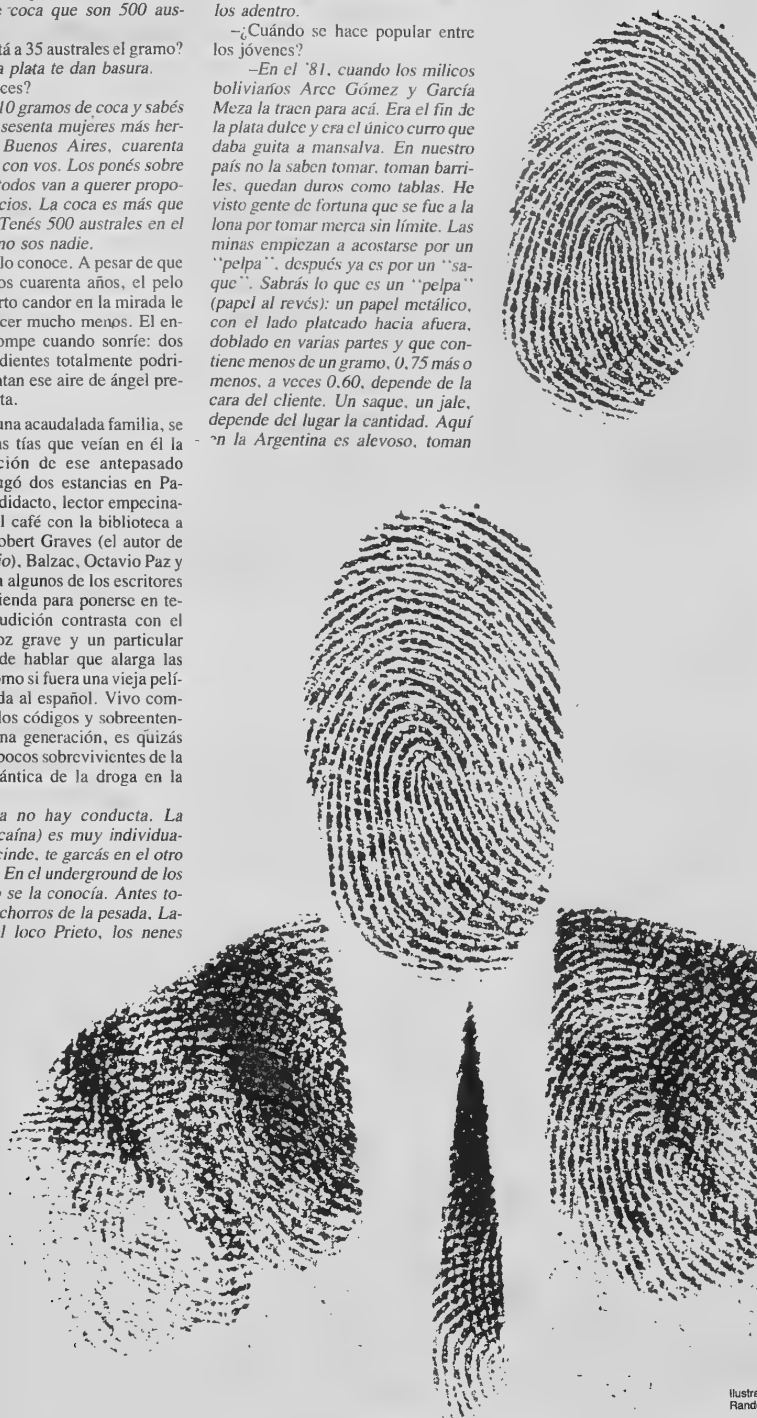 coca que son 500 aus-
tá a 35 australes el gramo?
a plata te dan basura.
ces?
10 gramos de coca y sabés
sesenta mujeres más her-
Buenos Aires, cuarenta
con vos. Los ponés sobre
todos van a querer propo-
cios. La coca es más que
Tenés 500 australes en el
no sos nadie.
lo conoce. A pesar de que
os cuarenta años, el pelo
rto candor en la mirada le
cer mucho menos. El en-
ompe cuando sonríe: dos
dientes totalmente podri-
tan ese aire de ángel pre-
ta.
una acaudalada familia, se
as tías que veían en él la
ción de ese antepasado
gó dos estancias en Pa-
didacto, lector empecina-
l café con la biblioteca a
obert Graves (el autor de
io), Balzac, Octavio Paz y
a algunos de los escritores
ienda para ponerse en te-
udición contrasta con el
oz grave y un particular
de hablar que alarga las
omo si fuera una vieja pelí-
da al español. Vivo com-
los códigos y sobreenten-
na generación, es quizás
pocos sobrevivientes de la
ántica de la droga en la
a no hay conducta. La
caína) es muy individua-
cinde, te garcás en el otro
En el underground de los
o se la conocía. Antes to-
chorros de la pesada, La-
l loco Prieto, los nenes
los adentro.
–¿Cuándo se hace popular entre
los jóvenes?
–En el '81, cuando los milicos
bolivianos Arce Gómez y García
Meza la traen para acá. Era el fin de
la plata dulce y era el único curro que
daba guita a mansalva. En nuestro
país no la saben tomar, toman barri-
les, quedan duros como tablas. He
visto gente de fortuna que se fue a la
lona por tomar merca sin límite. Las
minas empiezan a acostarse por un
"pelpa", después ya es por un "sa-
que". Sabrás lo que es un "pelpa"
(papel al revés): un papel metálico,
con el lado plateado hacia afuera,
doblado en varias partes y que con-
tiene menos de un gramo, 0,75 más o
menos, a veces 0.60, depende de la
cara del cliente. Un saque, un jale,
depende del lugar la cantidad. Aquí
en la Argentina es alevoso, toman
Ilustra
Rand